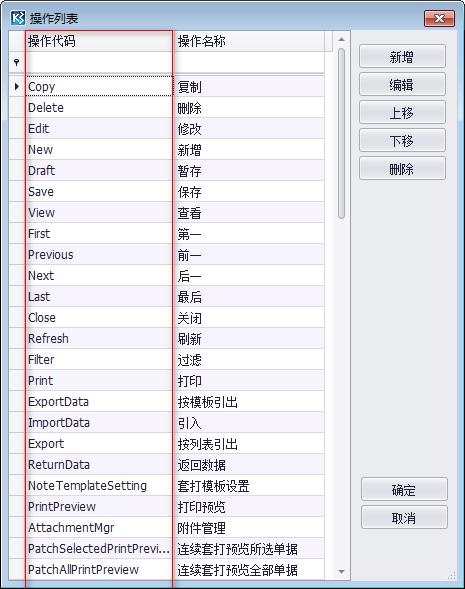 操作列表
操作代码 操作名称
Copy 复制
Delete 删除
Edit 修改
New 新增
Draft 暂存
Save 保存
View 查看
First 第一
Previous 前一
Next 后一
Last 最后
Close 关闭
Refresh 刷新
Filter 过滤
Print 打印
ExportData 按模板引出
ImportData 引入
Export 按列表引出
ReturnData 返回数据
NoteTemplateSetting 套打模板设置
PrintPreview 打印预览
AttachmentMgr 附件管理
PatchSelectedPrintPrevi... 连续套打预览所选单据
PatchAllPrintPreview 连续套打预览全部单据
新增
编辑
上移
下移
删除
确定
取消